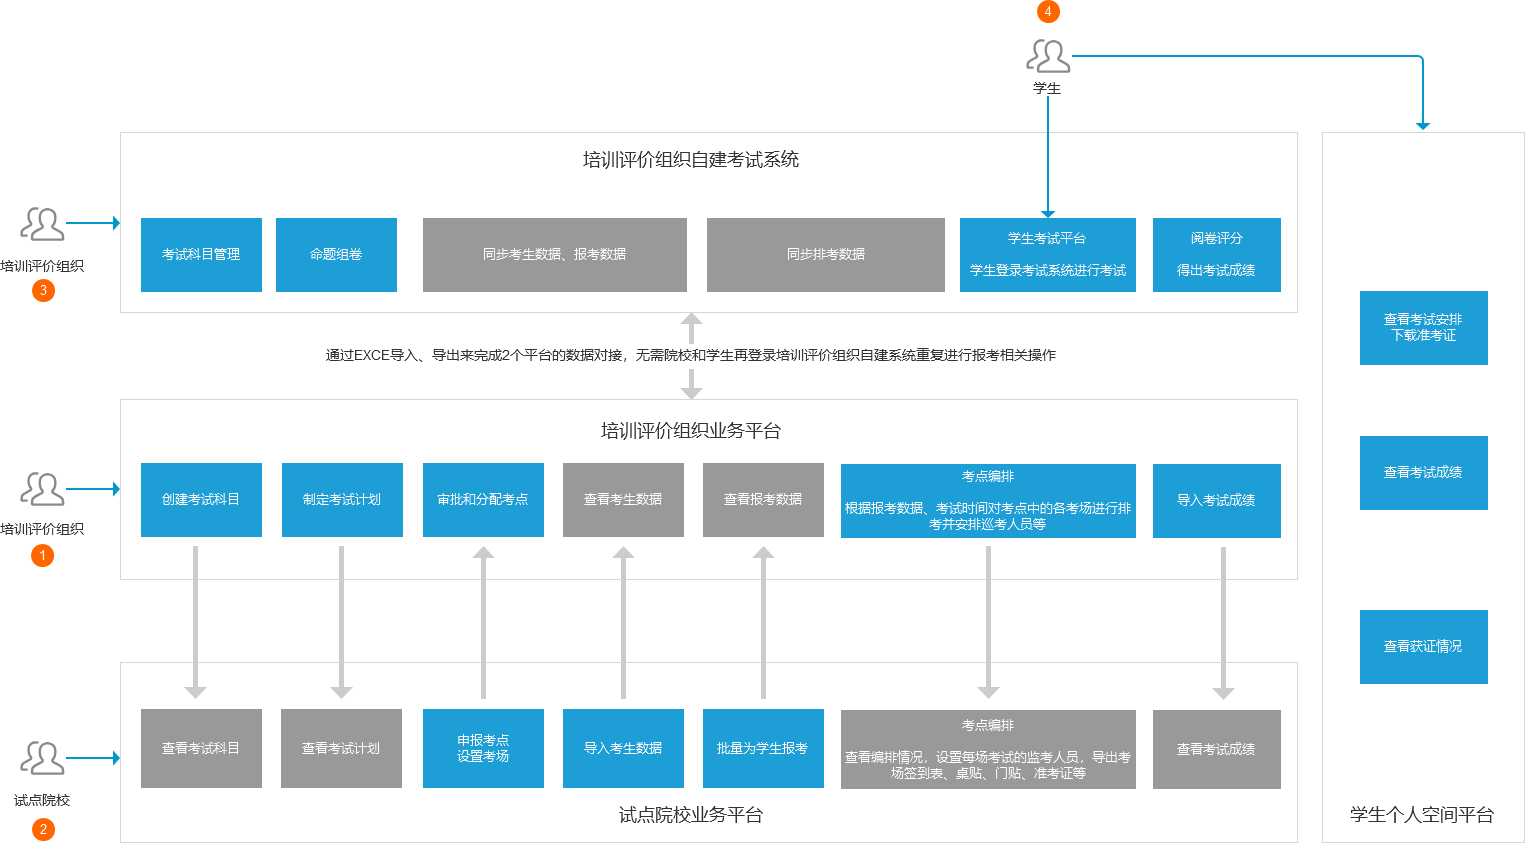 4
学生
培训评价组织自建考试系统
培训评价组织
3
考试科目管理
命题组卷
同步考生数据、报考数据
同步排考数据
学生考试平台
学生登录考试系统进行考试
阅卷评分
得出考试成绩
通过EXCE导入、导出来完成2个平台的数据对接，无需院校和学生再登录培训评价组织自建系统重复进行报考相关操作
培训评价组织业务平台
培训评价组织
1
创建考试科目
制定考试计划
审批和分配考点
查看考生数据
查看报考数据
考点编排
根据报考数据、考试时间对考点中的各考场进行排
考并安排巡考人员等
导入考试成绩
试点院校
2
查看考试科目
查看考试计划
申报考点
设置考场
导入考生数据
批量为学生报考
考点编排
查看编排情况，设置每场考试的监考人员，导出考
场签到表、桌贴、门贴、准考证等
查看考试成绩
试点院校业务平台
查看考试安排
下载准考证
查看考试成绩
查看获证情况
学生个人空间平台